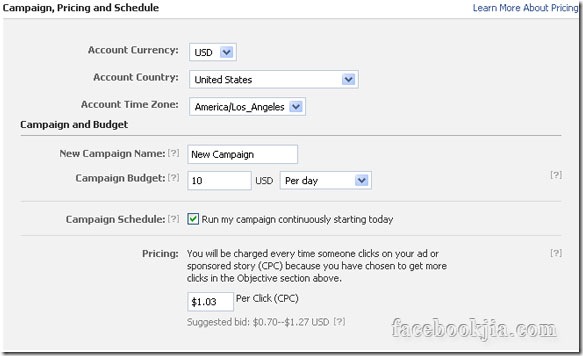 Campaign, Pricing and Schedule Learn More About Pricing
Account Currency: USD
Account Country: United States
Account Time Zone: America/Los_Angeles
Campaign and Budget
New Campaign Name: [?] New Campaign
Campaign Budget: [?] 10 USD Per day [?]
Campaign Schedule: [?] Run my campaign continuously starting today
Pricing: You will be charged every time someone clicks on your ad or [?]
sponsored story (CPC) because you have chosen to get more
clicks in the Objective section above.
$1.03 Per Click (CPC)
Suggested bid: $0.70--$1.27 USD [?]
facebookjia.com